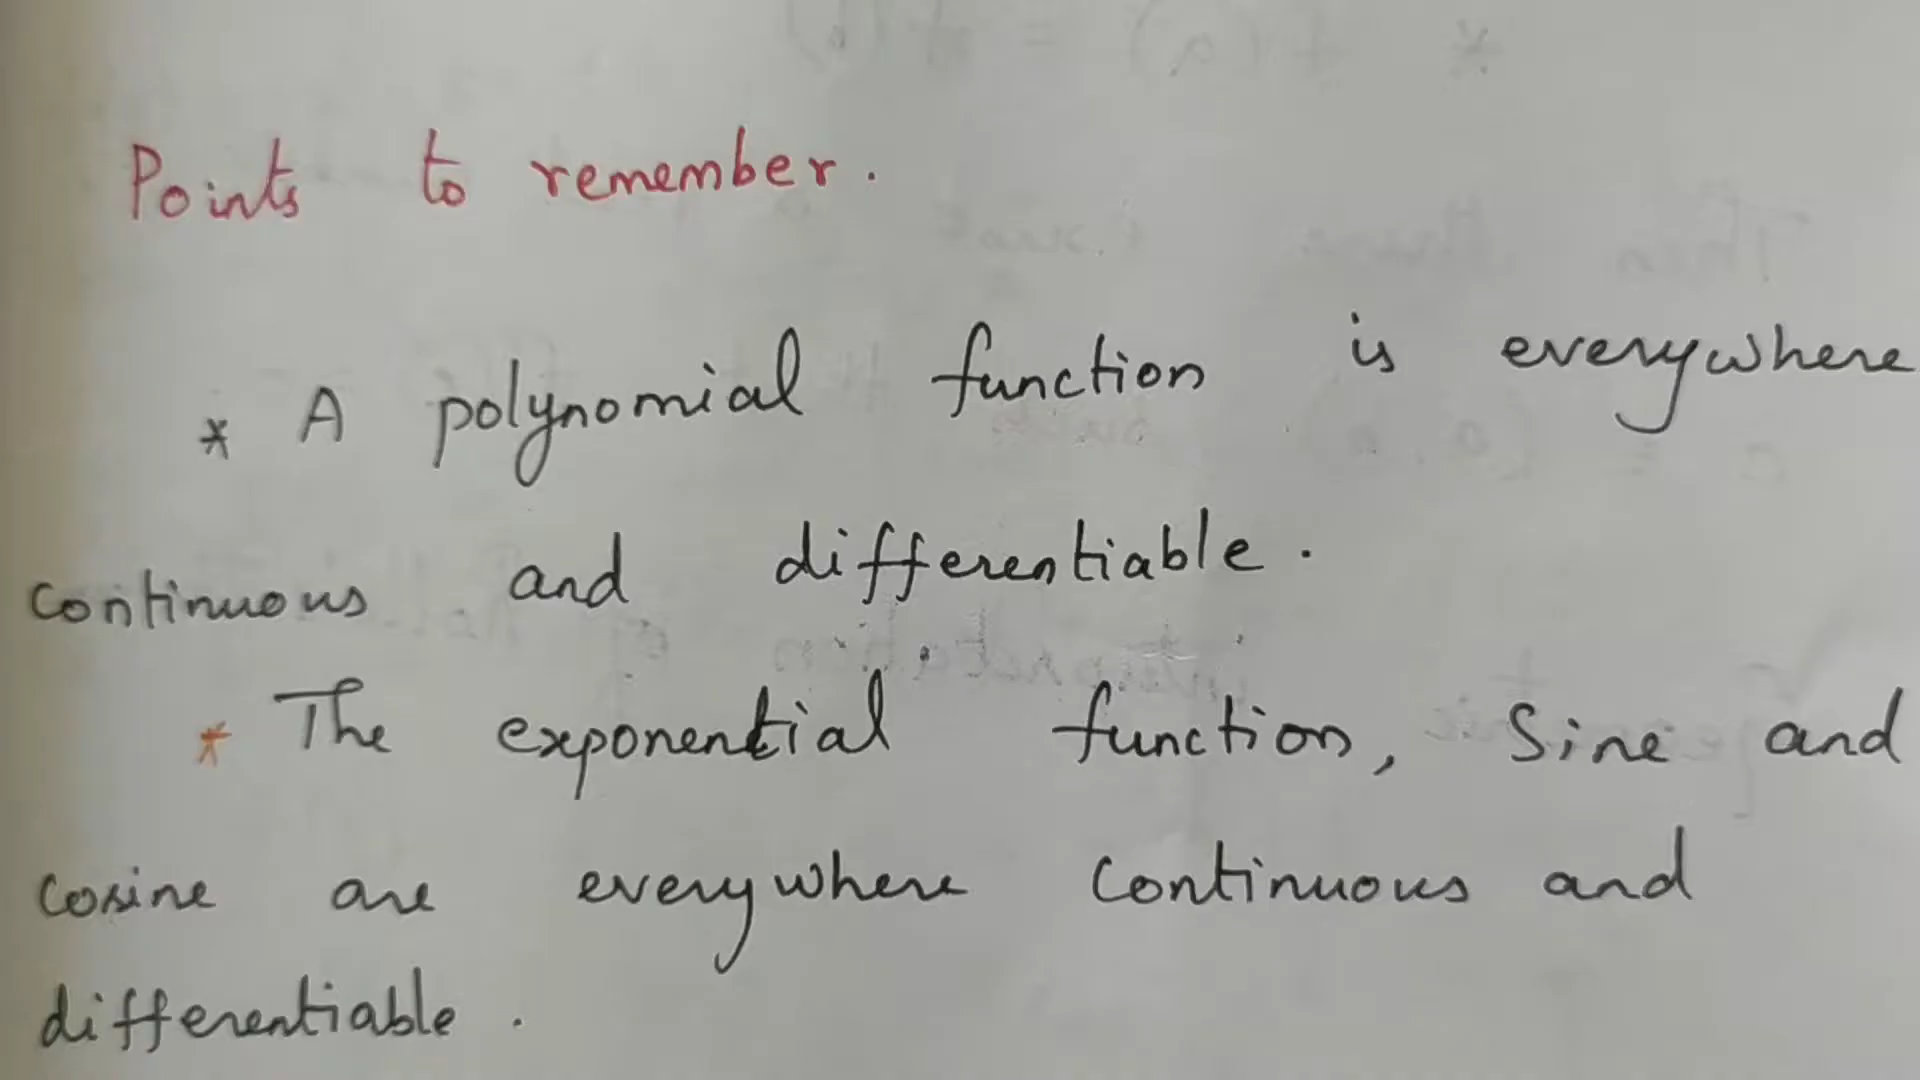 Points to remember.
* A polynomial function is everywhere
continuous and differentiable.
* The exponential function, Sine and
cosine are everywhere continuous and
differentiable.